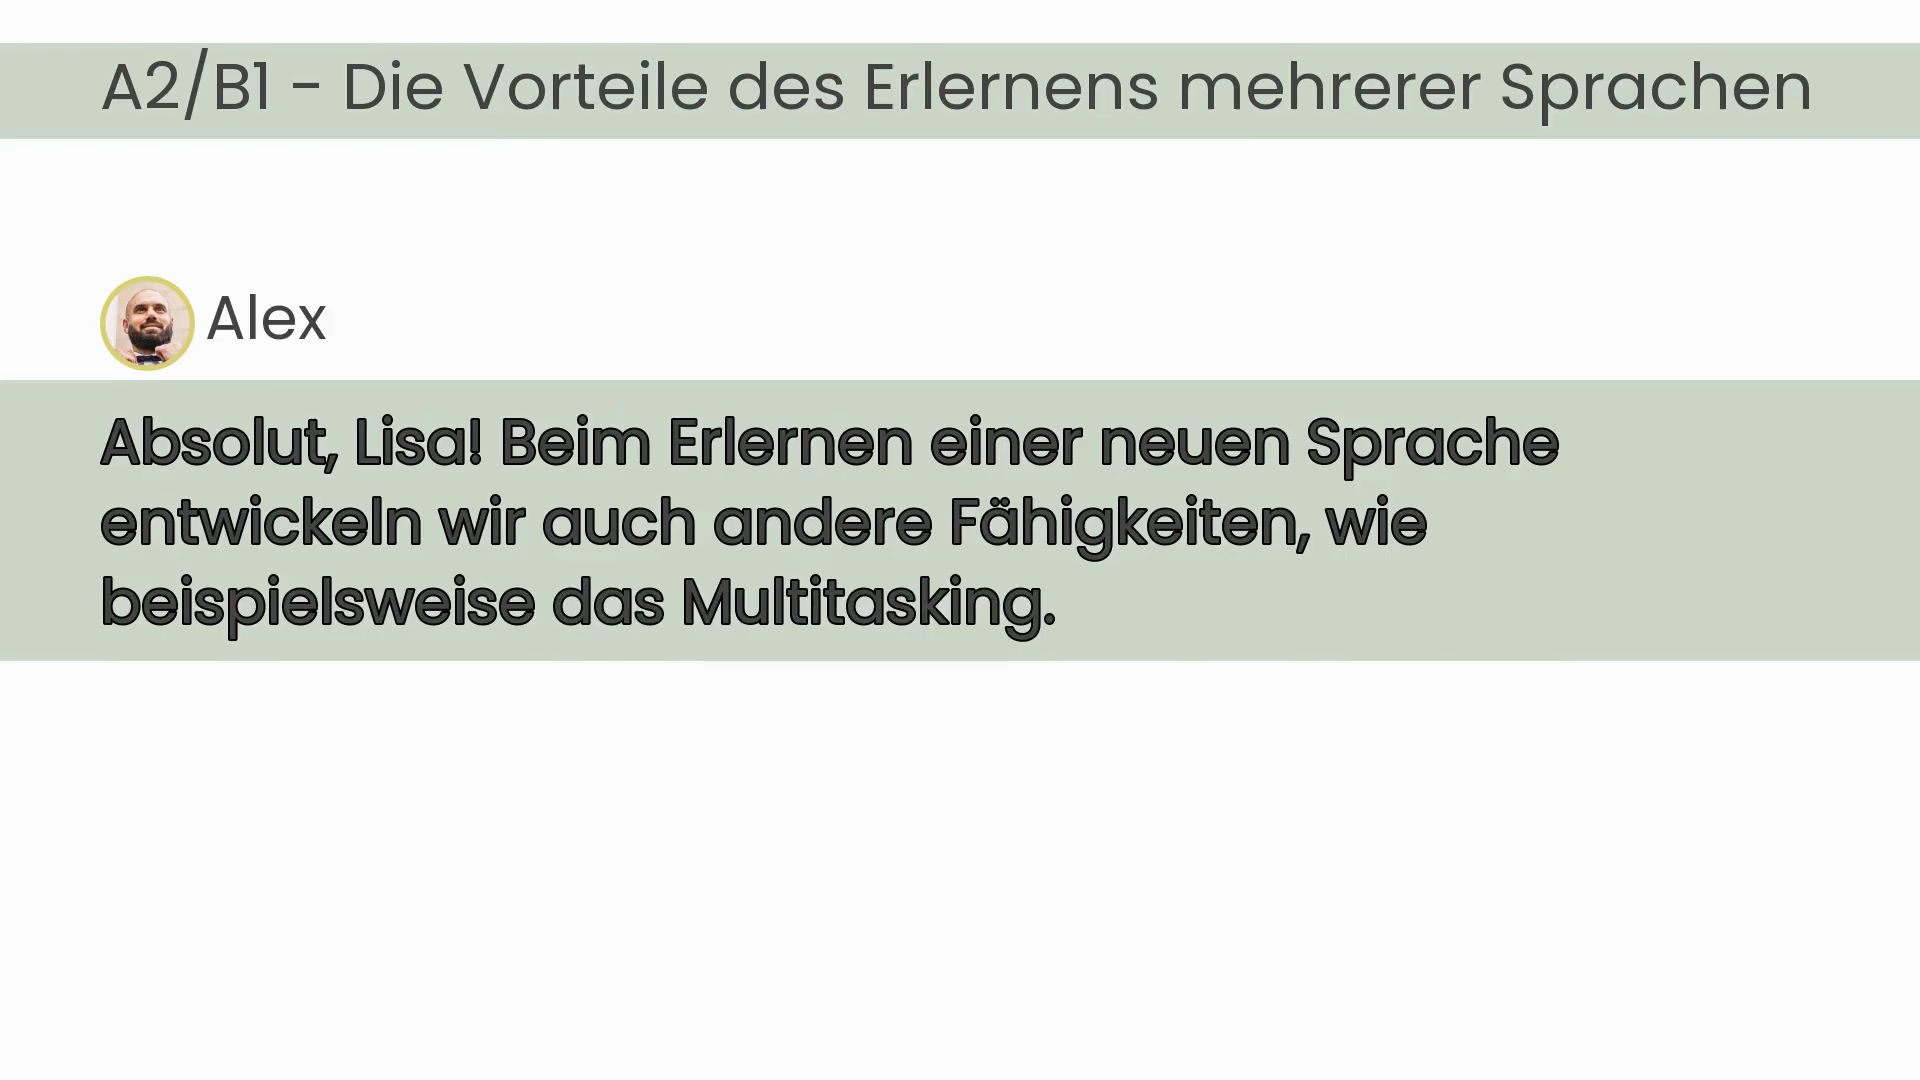 A2/B1 - Die Vorteile des Erlernens mehrerer Sprachen
Alex
Absolut, Lisa! Beim Erlernen einer neuen Sprache
entwickeln wir auch andere Fähigkeiten, wie
beispielsweise das Multitasking.